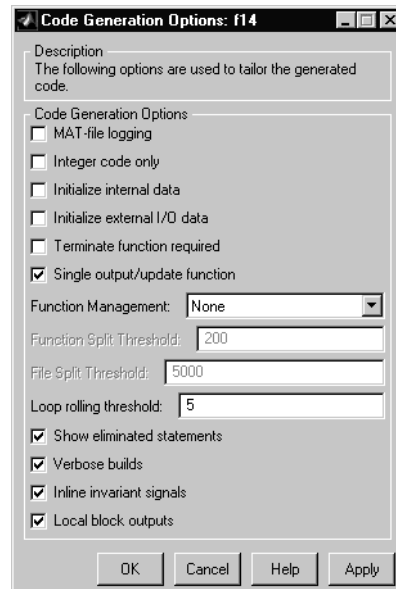 Code Generation Options: f14
Description
The following options are used to tailor the generated
code.
Code Generation Options
MAT-file logging
Integer code only
Initialize internal data
Initialize external I/O data
Terminate function required
Single output/update function
Function Management: None
Function Split Threshold: 200
File Split Threshold: 5000
Loop rolling threshold: 5
Show eliminated statements
Verbose builds
Inline invariant signals
Local block outputs
OK Cancel Help Apply